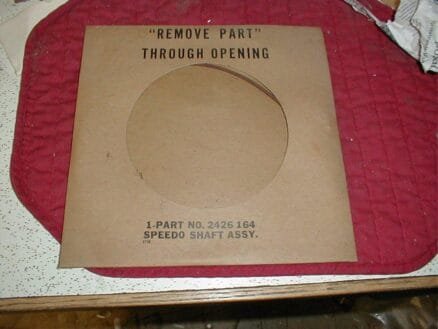 "REMOVE PART"
THROUGH OPENING
1-PART NO. 2426 164
SPEEDO SHAFT ASSY.